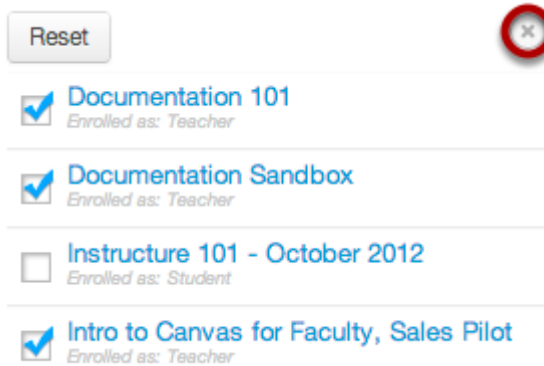 Reset
Documentation 101
Enrolled as: Teacher
Documentation Sandbox
Enrolled as: Teacher
Instructure 101 - October 2012
Enrolled as: Student
Intro to Canvas for Faculty, Sales Pilot
Enrolled as: Teacher